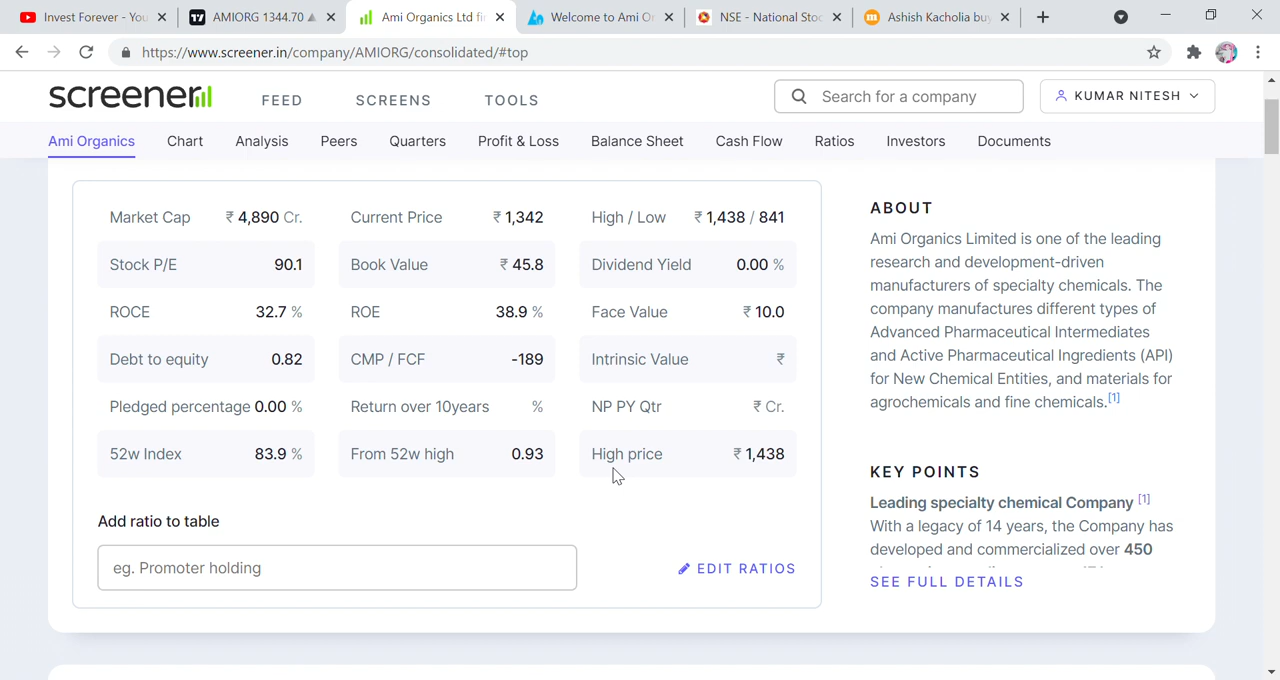 Invest Forever - You
AMIORG 1344.70
Ami Organics Ltd fi
Welcome to Ami O
NSE - National Stoc
Ashish Kacholia buy
https://www.screener.in/company/AMIORG/consolidated/#top
screener
FEED
SCREENS
TOOLS
Search for a company
KUMAR NITESH
Ami Organics
Chart
Analysis
Peers
Quarters
Profit & Loss
Balance Sheet
Cash Flow
Ratios
Investors
Documents
Market Cap ₹ 4,890 Cr.
Current Price ₹ 1,342
High / Low ₹ 1,438 / 841
Stock P/E 90.1
Book Value ₹ 45.8
Dividend Yield 0.00 %
ROCE 32.7 %
ROE 38.9 %
Face Value ₹ 10.0
Debt to equity 0.82
CMP / FCF -189
Intrinsic Value ₹
Pledged percentage 0.00 %
Return over 10years %
NP PY Qtr ₹ Cr.
52w Index 83.9 %
From 52w high 0.93
High price ₹ 1,438
Add ratio to table
eg. Promoter holding
EDIT RATIOS
ABOUT
Ami Organics Limited is one of the leading
research and development-driven
manufacturers of specialty chemicals. The
company manufactures different types of
Advanced Pharmaceutical Intermediates
and Active Pharmaceutical Ingredients (API)
for New Chemical Entities, and materials for
agrochemicals and fine chemicals.[1]
KEY POINTS
Leading specialty chemical Company [1]
With a legacy of 14 years, the Company has
developed and commercialized over 450
SEE FULL DETAILS